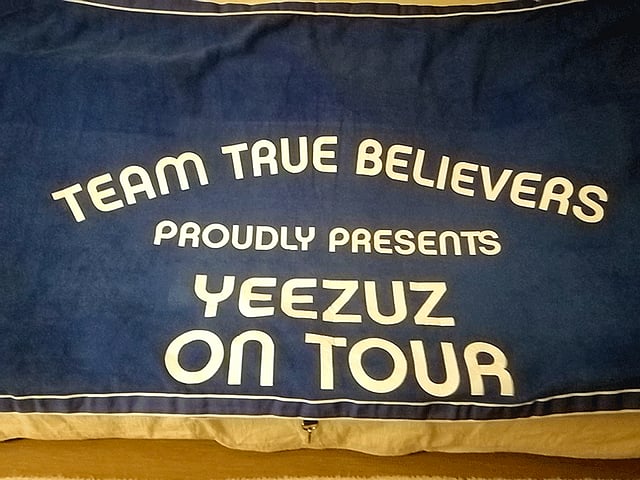 TEAM TRUE BELIEVERS
PROUDLY PRESENTS
YEEZUZ
ON TOUR